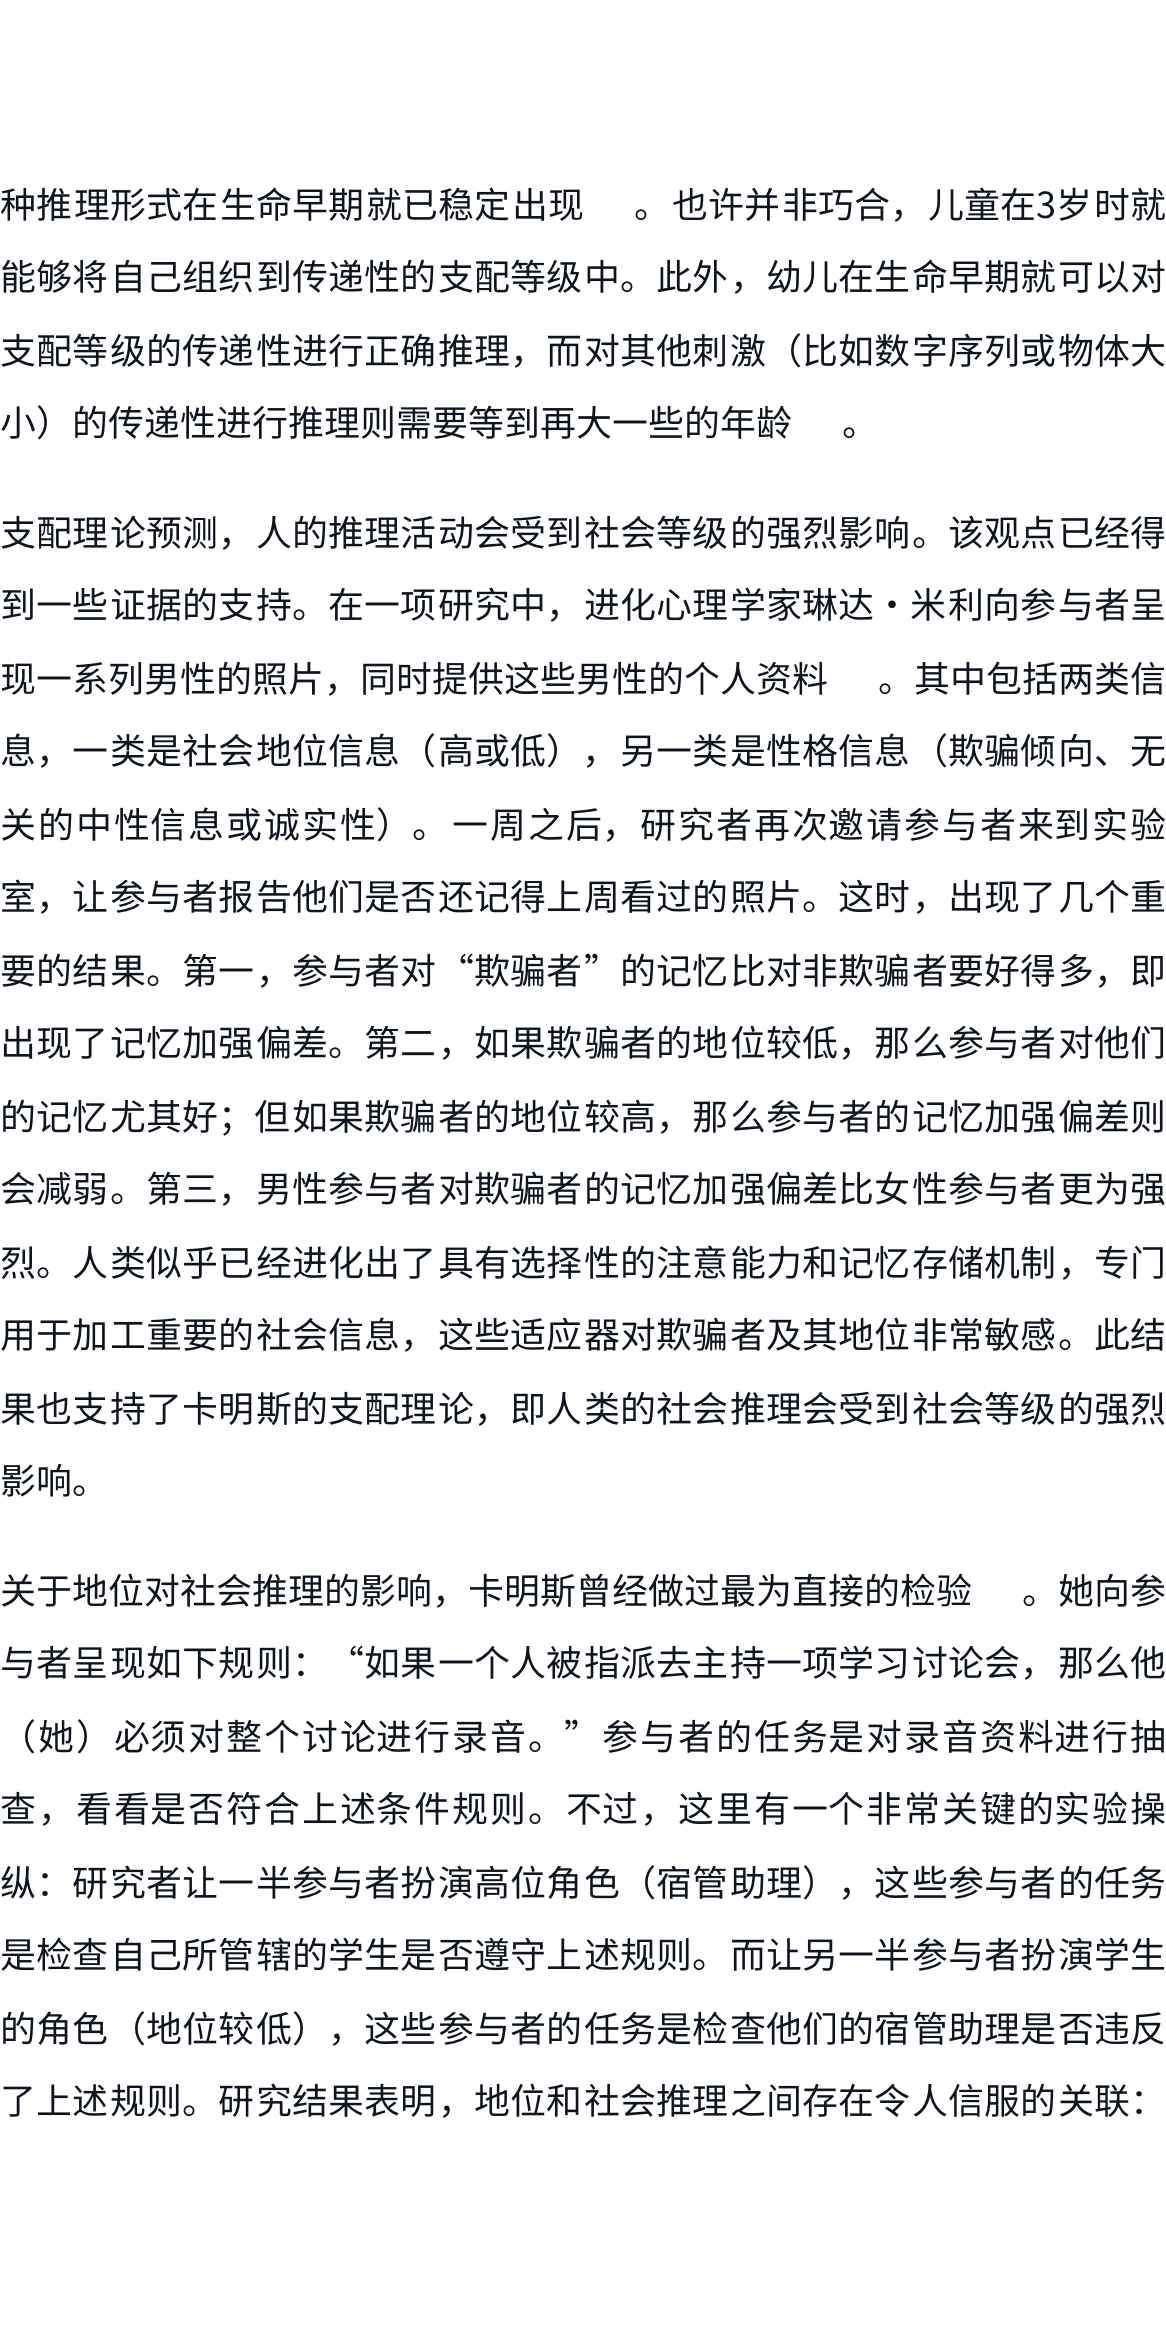 种推理形式在生命早期就已稳定出现 。也许并非巧合，儿童在3岁时就
能够将自己组织到传递性的支配等级中。此外，幼儿在生命早期就可以对
支配等级的传递性进行正确推理，而对其他刺激（比如数字序列或物体大
小）的传递性进行推理则需要等到再大一些的年龄 。
支配理论预测，人的推理活动会受到社会等级的强烈影响。该观点已经得
到一些证据的支持。在一项研究中，进化心理学家琳达·米利向参与者呈
现一系列男性的照片，同时提供这些男性的个人资料 。其中包括两类信
息，一类是社会地位信息（高或低），另一类是性格信息（欺骗倾向、无
关的中性信息或诚实性）。一周之后，研究者再次邀请参与者来到实验
室，让参与者报告他们是否还记得上周看过的照片。这时，出现了几个重
要的结果。第一，参与者对“欺骗者”的记忆比对非欺骗者要好得多，即
出现了记忆加强偏差。第二，如果欺骗者的地位较低，那么参与者对他们
的记忆尤其好；但如果欺骗者的地位较高，那么参与者的记忆加强偏差则
会减弱。第三，男性参与者对欺骗者的记忆加强偏差比女性参与者更为强
烈。人类似乎已经进化出了具有选择性的注意能力和记忆存储机制，专门
用于加工重要的社会信息，这些适应器对欺骗者及其地位非常敏感。此结
果也支持了卡明斯的支配理论，即人类的社会推理会受到社会等级的强烈
影响。
关于地位对社会推理的影响，卡明斯曾经做过最为直接的检验 。她向参
与者呈现如下规则：“如果一个人被指派去主持一项学习讨论会，那么他
（她）必须对整个讨论进行录音。”参与者的任务是对录音资料进行抽
查，看看是否符合上述条件规则。不过，这里有一个非常关键的实验操
纵：研究者让一半参与者扮演高位角色（宿管助理），这些参与者的任务
是检查自己所管辖的学生是否遵守上述规则。而让另一半参与者扮演学生
的角色（地位较低），这些参与者的任务是检查他们的宿管助理是否违反
了上述规则。研究结果表明，地位和社会推理之间存在令人信服的关联：